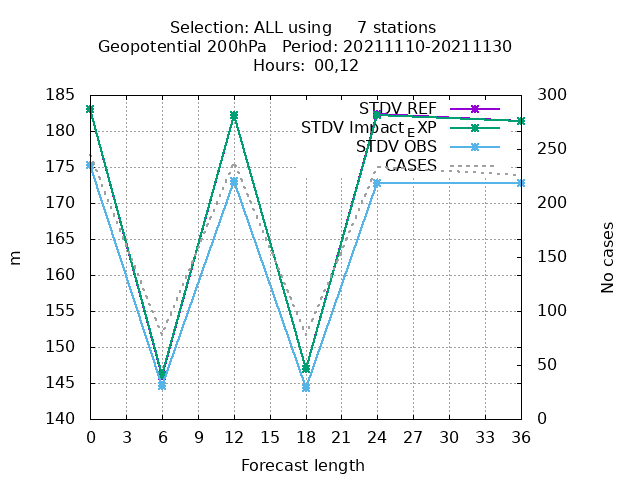 Selection: ALL using     7 stations
Geopotential 200hPa   Period: 20211110-20211130
Hours:  00,12
STDV REF
STDV Impact_EXP
STDV OBS
CASES
185
180
175
170
165
160
155
150
145
140
m
300
250
200
150
100
50
0
No cases
0 3 6 9 12 15 18 21 24 27 30 33 36
Forecast length